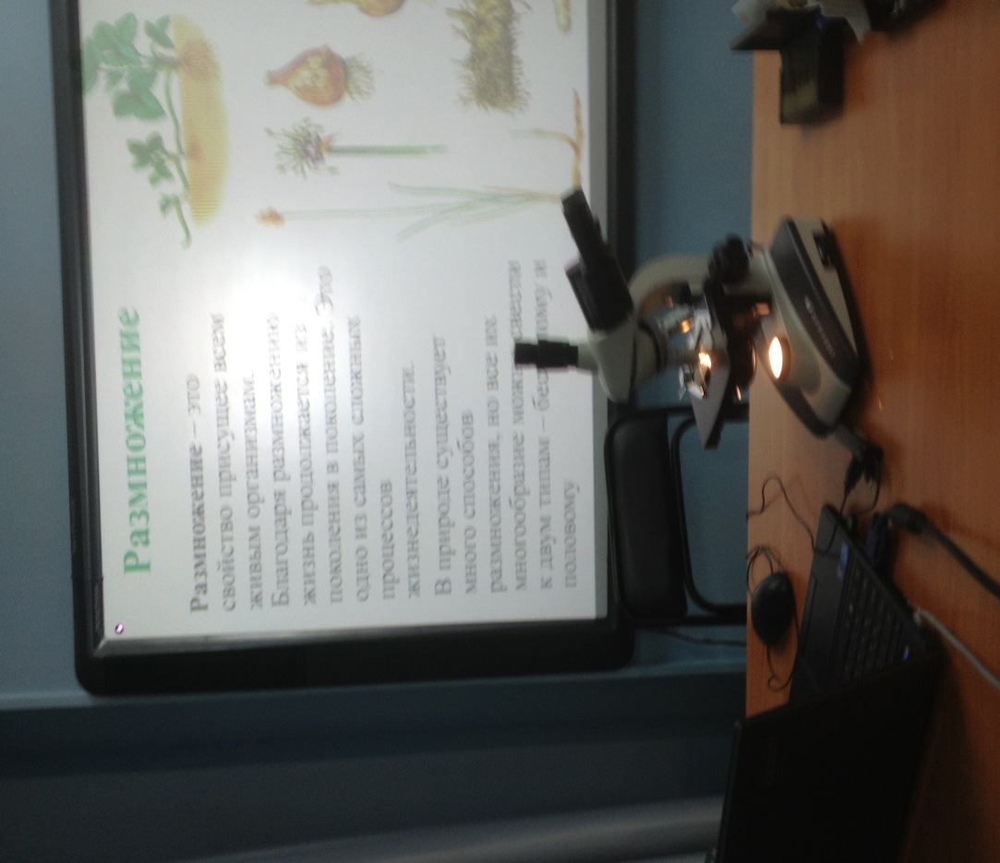 Размножение
Размножение – это
свойство присущее всем
живым организмам.
Благодаря размножению
жизнь продолжается из
поколения в поколение. Это
одно из самых сложных
процессов
жизнедеятельности.
В природе существует
много способов
размножения, но все их
многообразие можно свести
к двум типам – бесполому и
половому